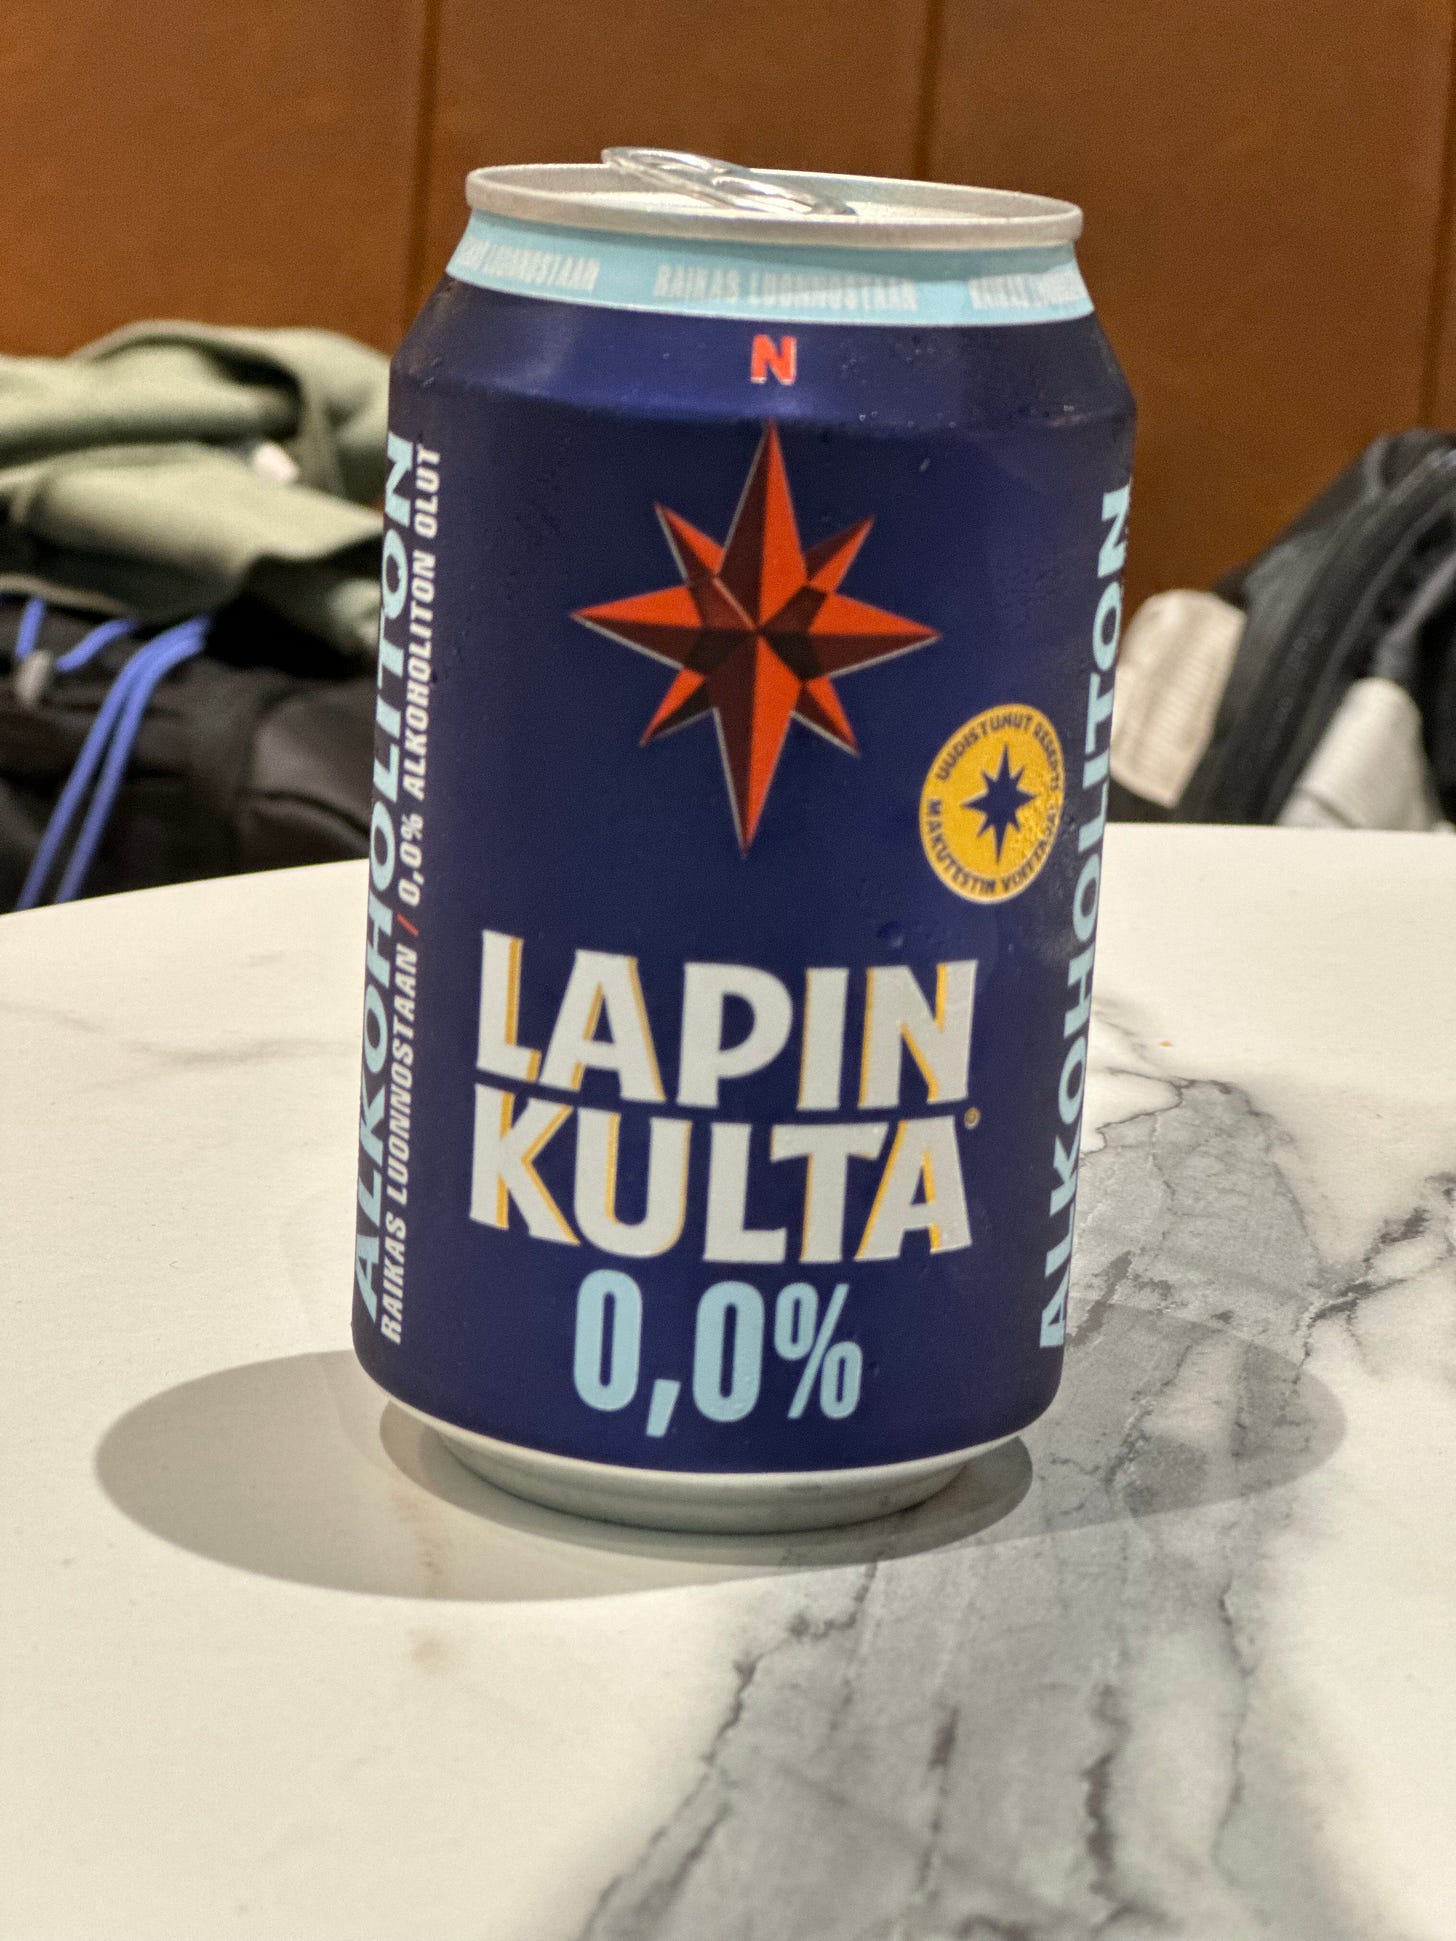 RAIKAS LUONNOSTAAN
N
ALKOHOLITON
RAIKAS LUONNOSTAAN / 0,0% ALKOHOLITON OLUT
UUDISTUNUT RESEPTI
MAKUTESTIN VOITTAJA
LAPIN
KULTA®
0,0%
ALKOHOLITON